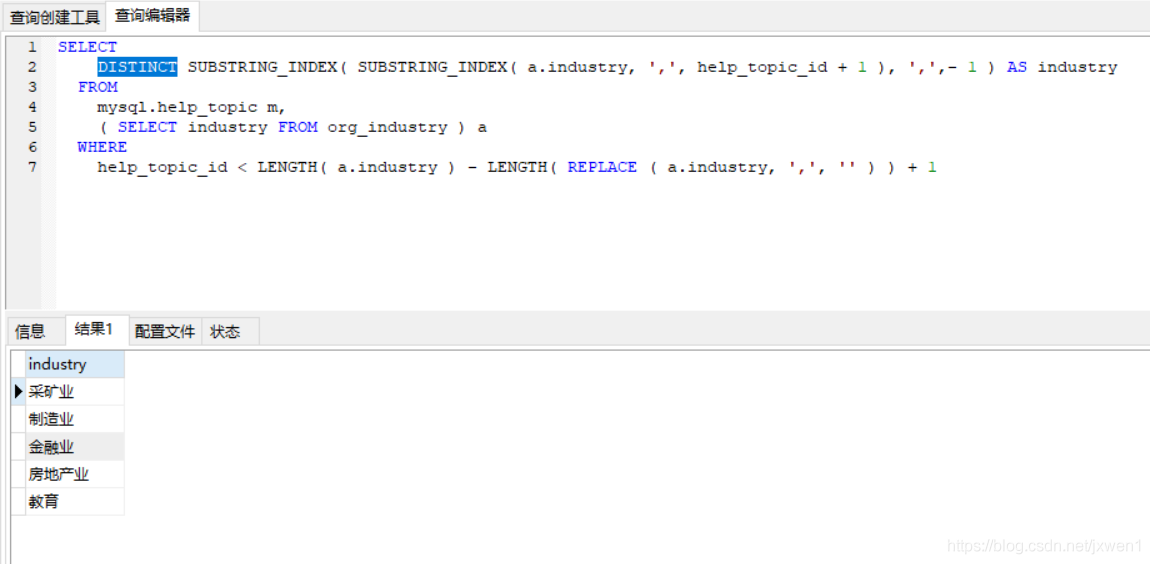 查询创建工具 查询编辑器
1 SELECT
2 DISTINCT SUBSTRING_INDEX( SUBSTRING_INDEX( a.industry, ',', help_topic_id + 1 ), ',',- 1 ) AS industry
3 FROM
4 mysql.help_topic m,
5 ( SELECT industry FROM org_industry ) a
6 WHERE
7 help_topic_id < LENGTH( a.industry ) - LENGTH( REPLACE ( a.industry, ',', '' ) ) + 1
信息 结果1 配置文件 状态
industry
采矿业
制造业
金融业
房地产业
教育
https://blog.csdn.net/jxwen1